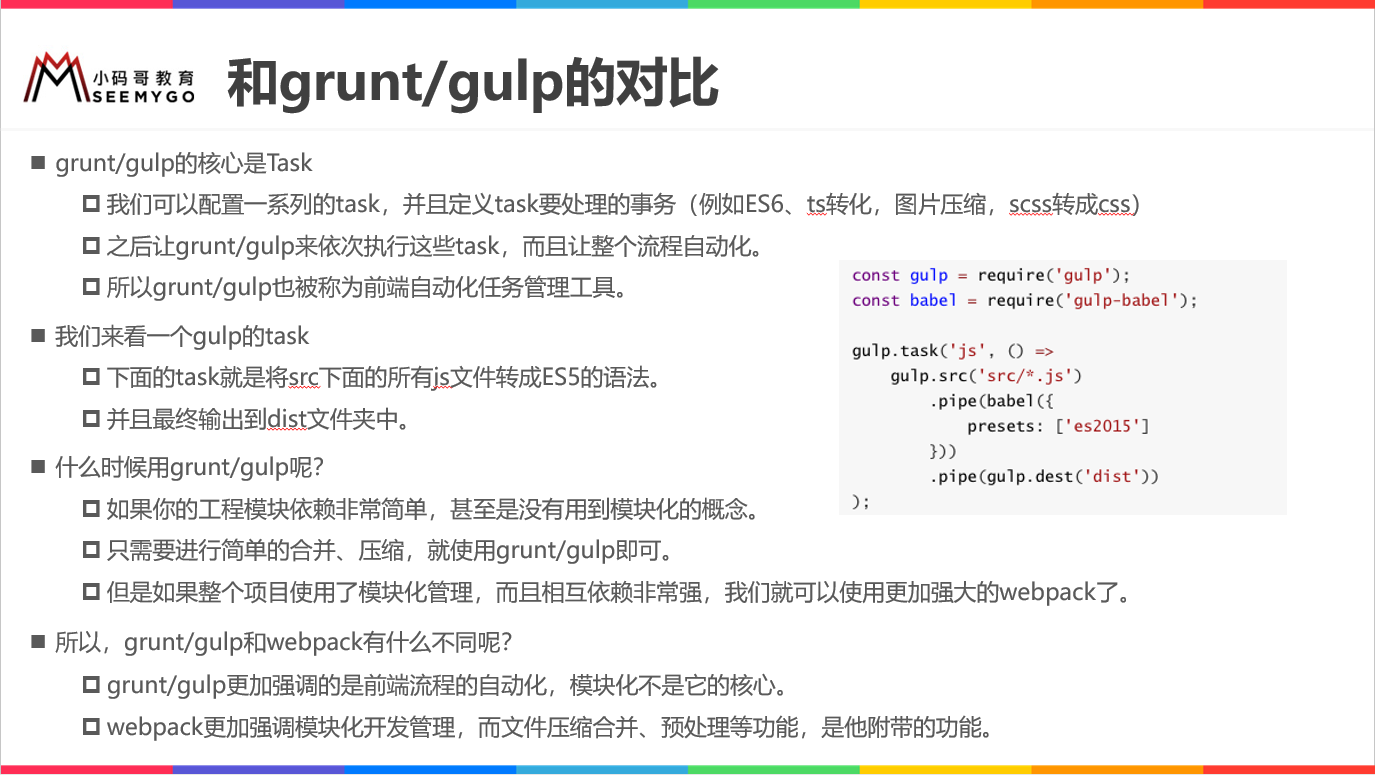 小码哥教育
SEEMYGO
和grunt/gulp的对比
grunt/gulp的核心是Task
我们可以配置一系列的task，并且定义task要处理的事务（例如ES6、ts转化，图片压缩，scss转成css）
之后让grunt/gulp来依次执行这些task，而且让整个流程自动化。
所以grunt/gulp也被称为前端自动化任务管理工具。
我们来看一个gulp的task
下面的task就是将src下面的所有js文件转成ES5的语法。
并且最终输出到dist文件夹中。
什么时候用grunt/gulp呢？
如果你的工程模块依赖非常简单，甚至是没有用到模块化的概念。
只需要进行简单的合并、压缩，就使用grunt/gulp即可。
但是如果整个项目使用了模块化管理，而且相互依赖非常强，我们就可以使用更加强大的webpack了。
所以，grunt/gulp和webpack有什么不同呢？
grunt/gulp更加强调的是前端流程的自动化，模块化不是它的核心。
webpack更加强调模块化开发管理，而文件压缩合并、预处理等功能，是他附带的功能。
const gulp = require('gulp');
const babel = require('gulp-babel');
gulp.task('js', () =>
gulp.src('src/*.js')
.pipe(babel({
presets: ['es2015']
}))
.pipe(gulp.dest('dist'))
);